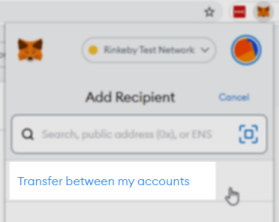 Rinkeby Test Network
Add Recipient
Cancel
Search, public address (0x), or ENS
Transfer between my accounts